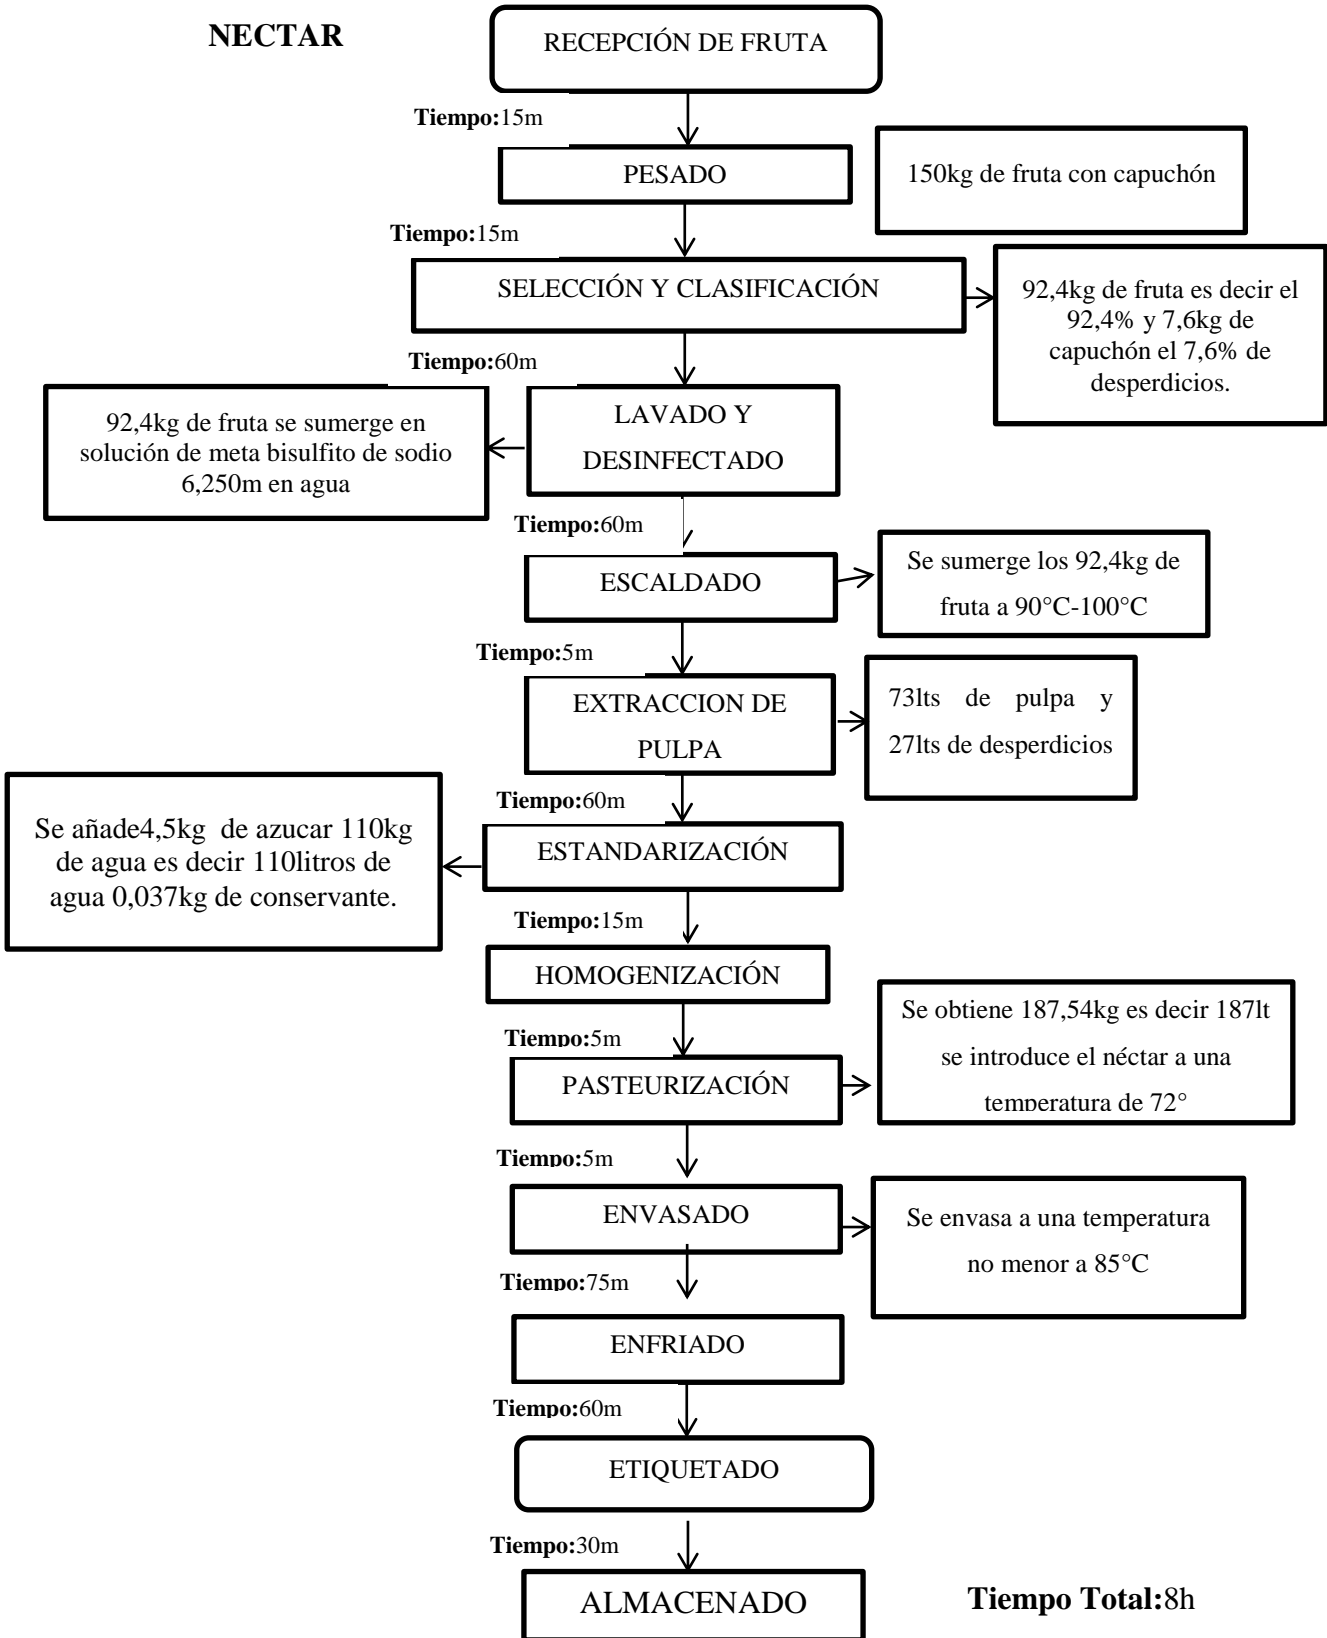 NECTAR
RECEPCIÓN DE FRUTA
Tiempo:15m
PESADO
150kg de fruta con capuchón
Tiempo:15m
SELECCIÓN Y CLASIFICACIÓN
92,4kg de fruta es decir el
92,4% y 7,6kg de
capuchón el 7,6% de
desperdicios.
Tiempo:60m
LAVADO Y
DESINFECTADO
92,4kg de fruta se sumerge en
solución de meta bisulfito de sodio
6,250m en agua
Tiempo:60m
ESCALDADO
Se sumerge los 92,4kg de
fruta a 90°C-100°C
Tiempo:5m
EXTRACCION DE
PULPA
73lts de pulpa y
27lts de desperdicios
Tiempo:60m
ESTANDARIZACIÓN
Se añade4,5kg de azucar 110kg
de agua es decir 110litros de
agua 0,037kg de conservante.
Tiempo:15m
HOMOGENIZACIÓN
Tiempo:5m
PASTEURIZACIÓN
Se obtiene 187,54kg es decir 187lt
se introduce el néctar a una
temperatura de 72°
Tiempo:5m
ENVASADO
Se envasa a una temperatura
no menor a 85°C
Tiempo:75m
ENFRIADO
Tiempo:60m
ETIQUETADO
Tiempo:30m
ALMACENADO
Tiempo Total:8h